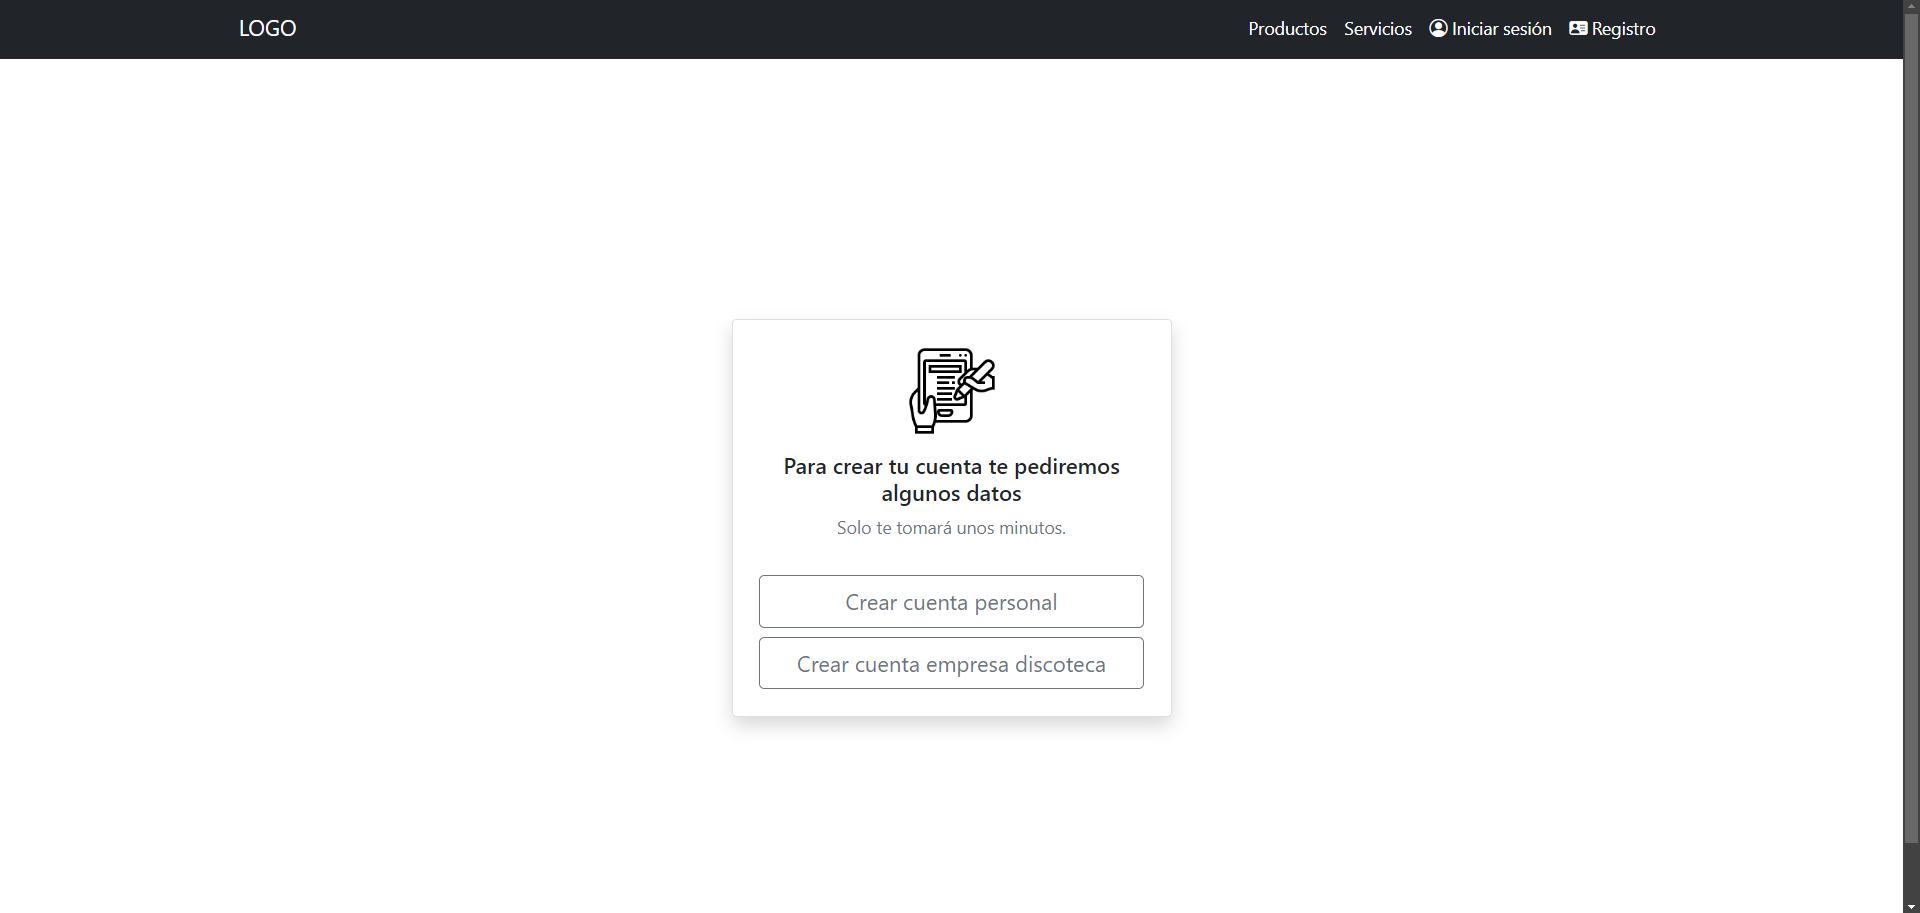 LOGO
Productos Servicios Iniciar sesión Registro
Para crear tu cuenta te pediremos
algunos datos
Solo te tomará unos minutos.
Crear cuenta personal
Crear cuenta empresa discoteca